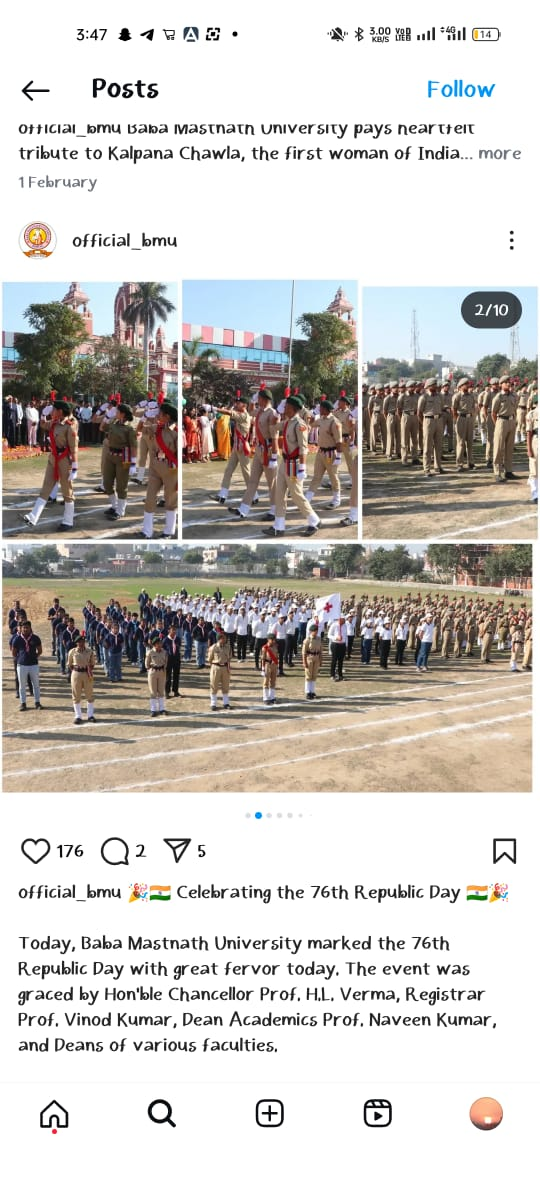 3:47
3.00 KB/S
Vo LTE
4G
14
Posts
Follow
official_bmu Baba Mastnath University pays heartfelt
tribute to Kalpana Chawla, the first woman of India... more
1 February
official_bmu
2/10
176
2
5
official_bmu 🎉🇮🇳 Celebrating the 76th Republic Day 🇮🇳🎉
Today, Baba Mastnath University marked the 76th
Republic Day with great fervor today. The event was
graced by Hon'ble Chancellor Prof. H.L. Verma, Registrar
Prof. Vinod Kumar, Dean Academics Prof. Naveen Kumar,
and Deans of various faculties.